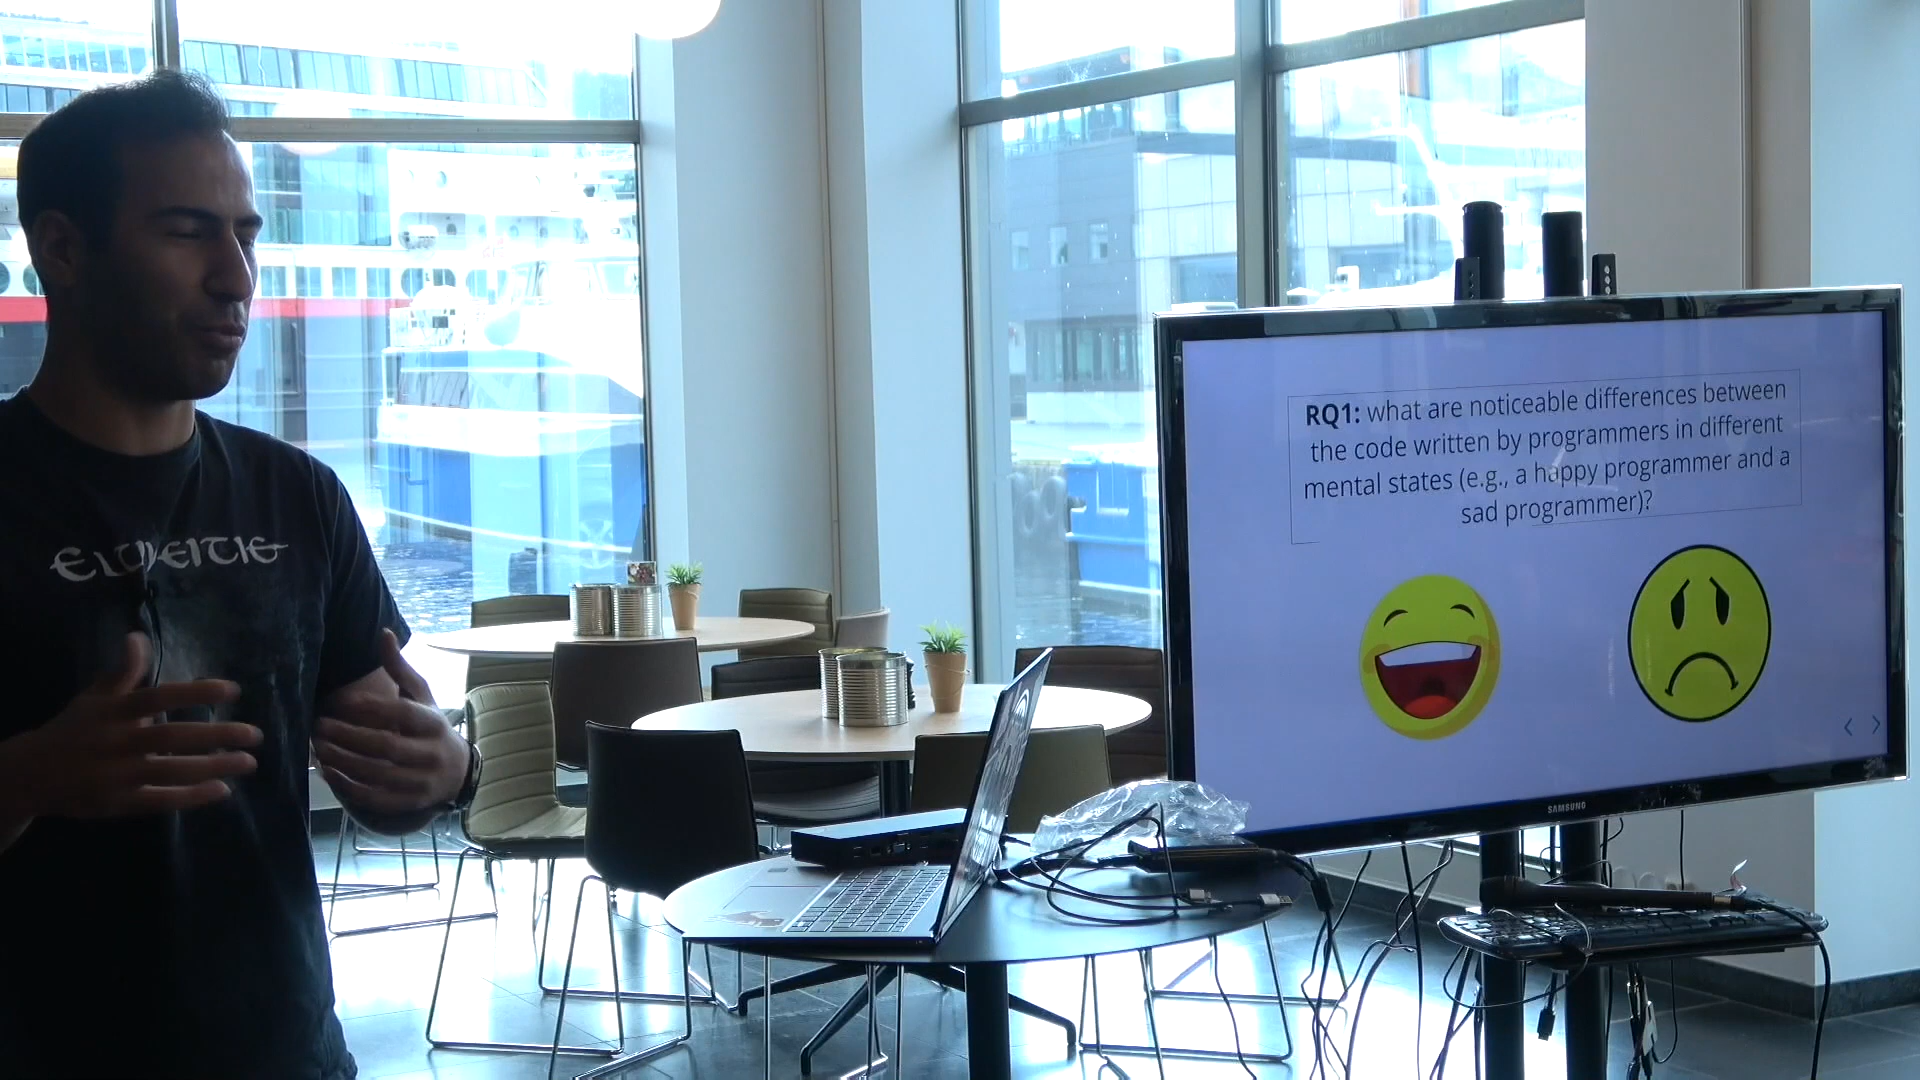 ELUVEITIE
RQ1: what are noticeable differences between
the code written by programmers in different
mental states (e.g., a happy programmer and a
sad programmer)?
SAMSUNG